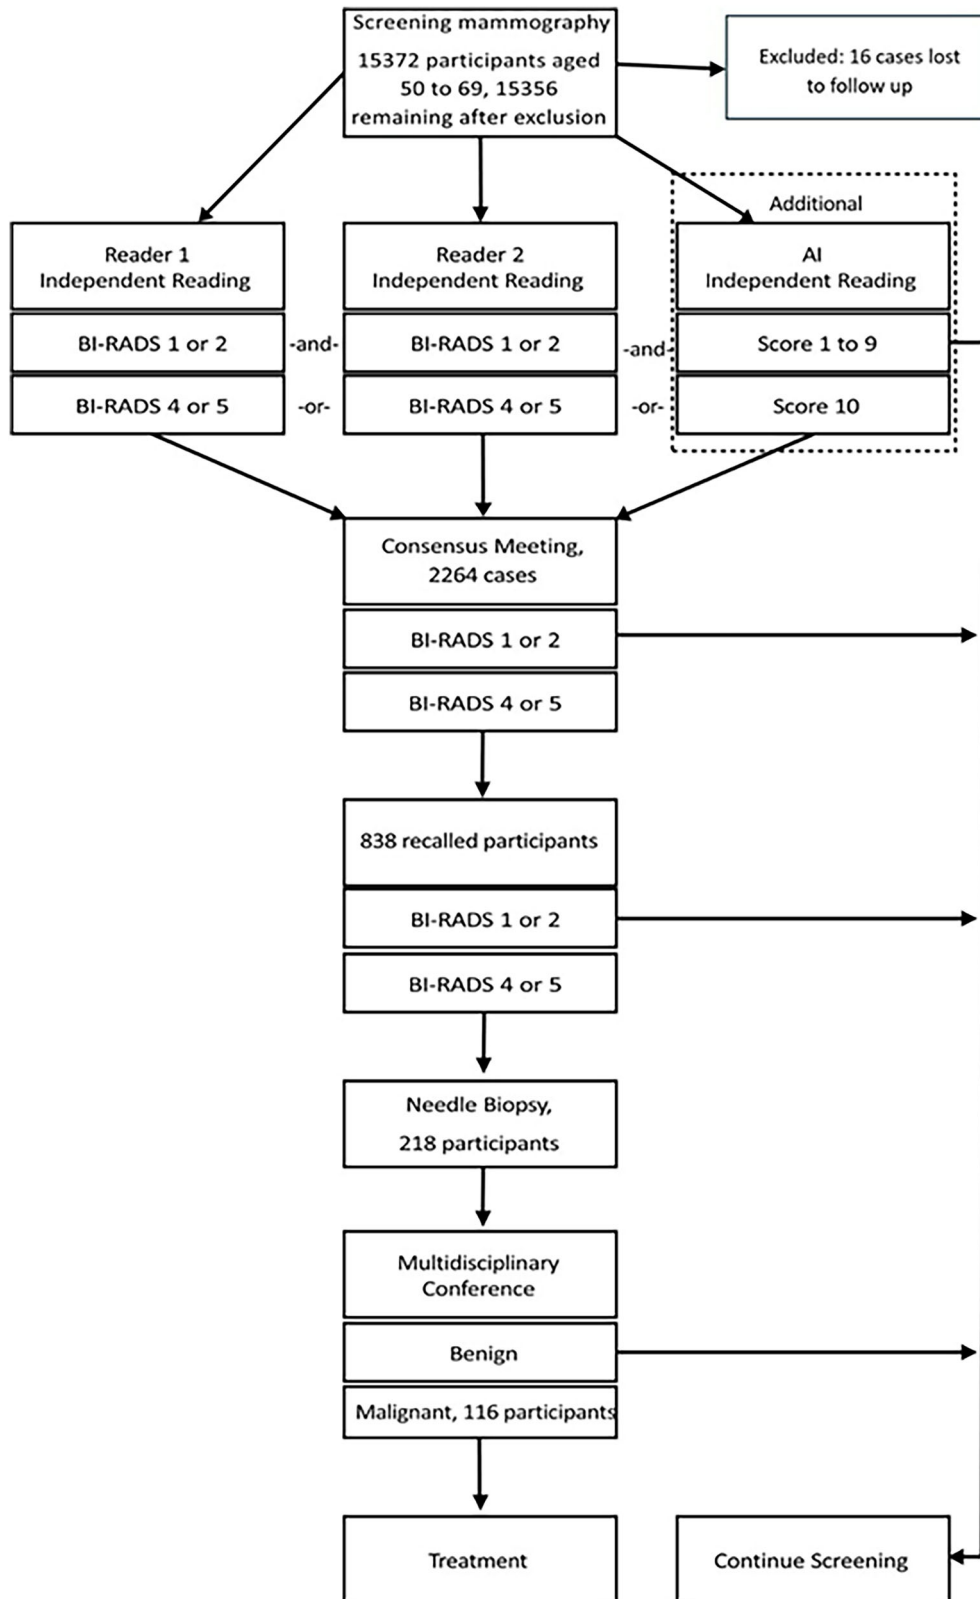 Screening mammography
15372 participants aged
50 to 69, 15356
remaining after exclusion
Excluded: 16 cases lost
to follow up
Additional
Reader 1
Independent Reading
Reader 2
Independent Reading
AI
Independent Reading
BI-RADS 1 or 2
-and-
BI-RADS 1 or 2
-and-
Score 1 to 9
BI-RADS 4 or 5
-or-
BI-RADS 4 or 5
-or-
Score 10
Consensus Meeting,
2264 cases
BI-RADS 1 or 2
BI-RADS 4 or 5
838 recalled participants
BI-RADS 1 or 2
BI-RADS 4 or 5
Needle Biopsy,
218 participants
Multidisciplinary
Conference
Benign
Malignant, 116 participants
Treatment
Continue Screening